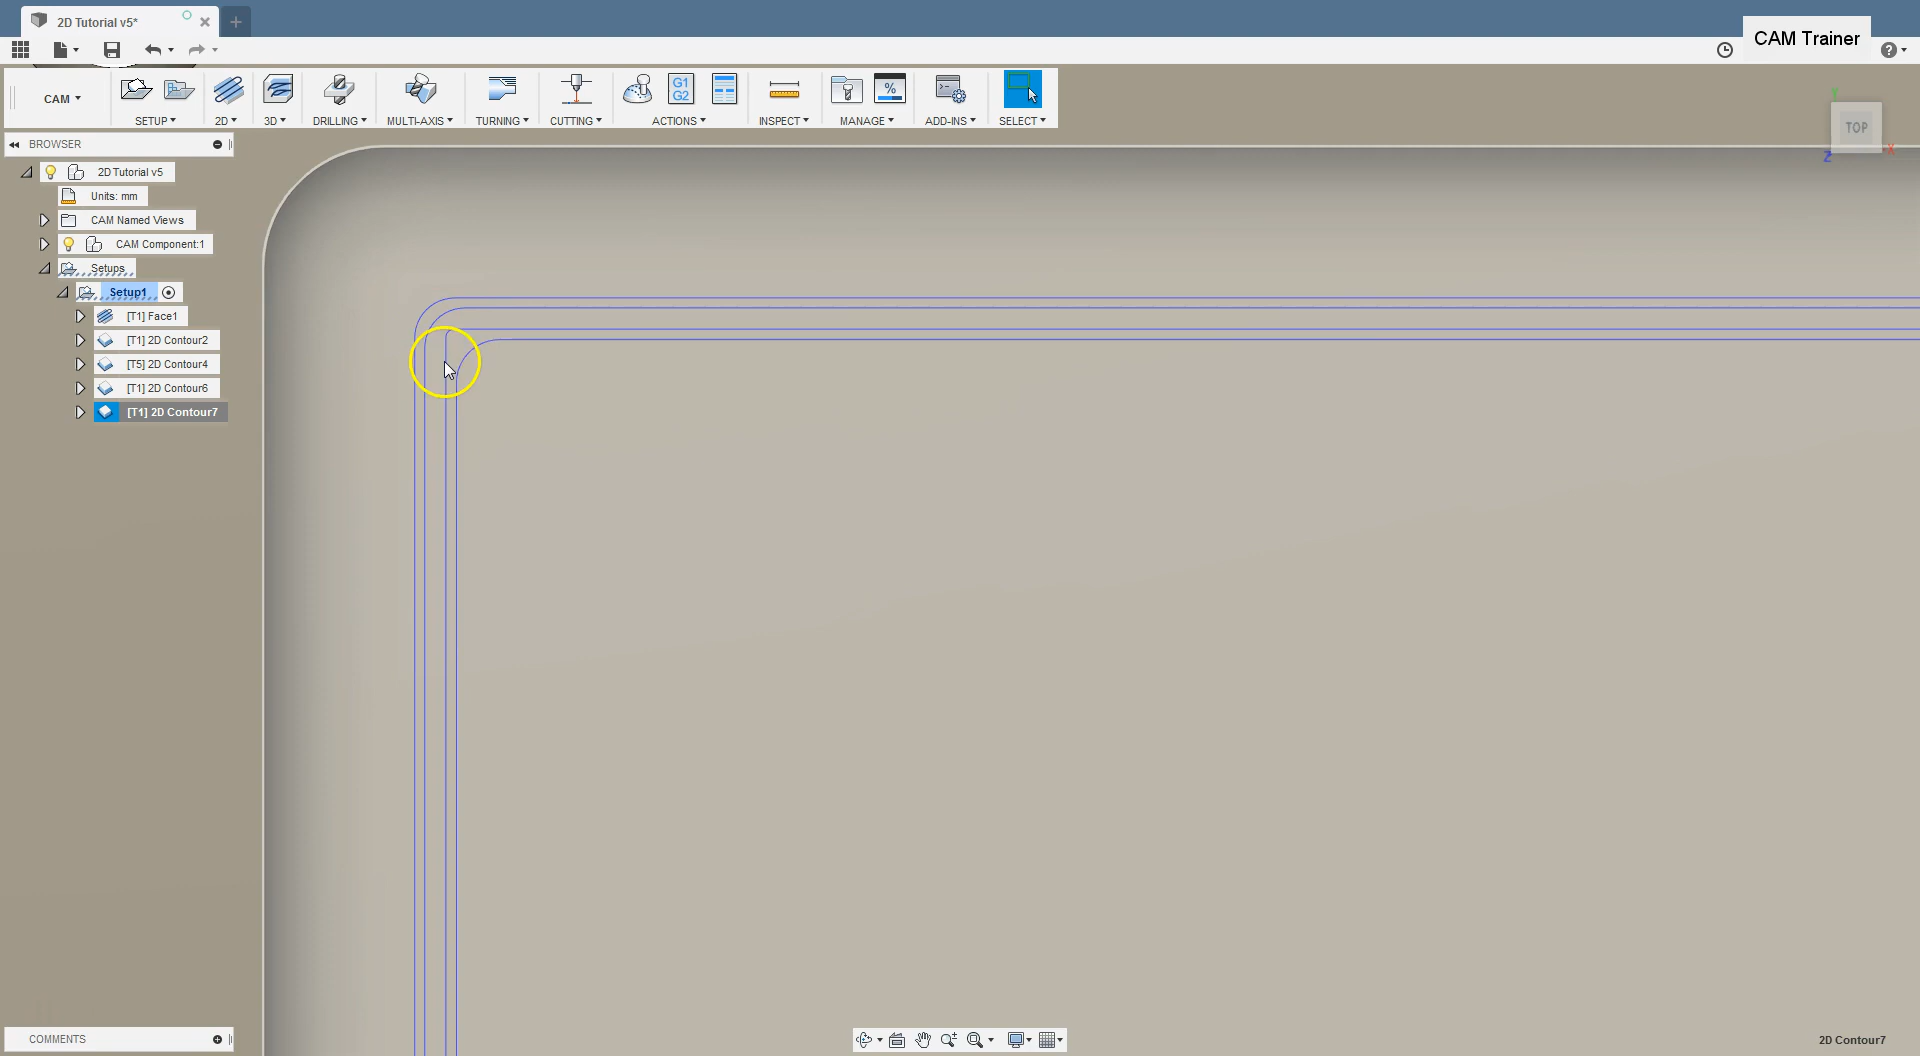 2D Tutorial v5*
CAM Trainer
CAM
SETUP
2D
3D
DRILLING
MULTI-AXIS
TURNING
CUTTING
G1
G2
ACTIONS
INSPECT
%
MANAGE
ADD-INS
SELECT
TOP
Y
X
Z
BROWSER
2D Tutorial v5
Units: mm
CAM Named Views
CAM Component:1
Setups
Setup1
[T1] Face1
[T1] 2D Contour2
[T5] 2D Contour4
[T1] 2D Contour6
[T1] 2D Contour7
COMMENTS
2D Contour7